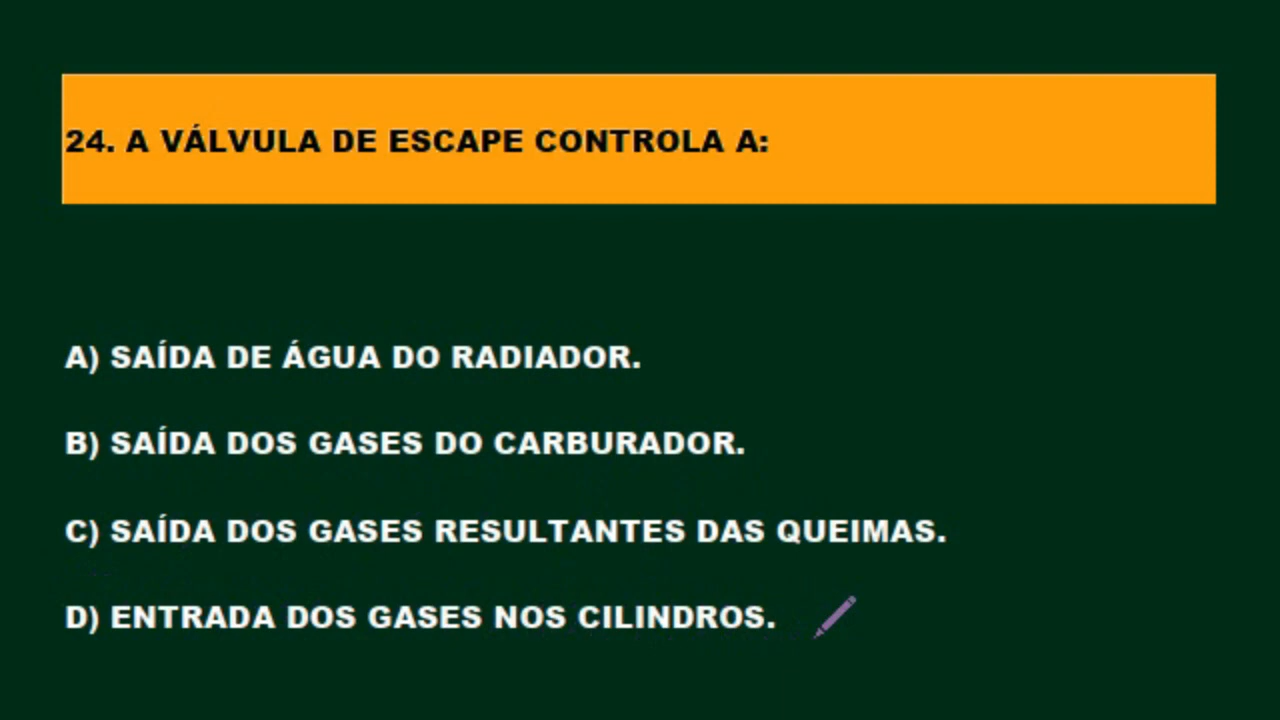 24. A VÁLVULA DE ESCAPE CONTROLA A:
A) SAÍDA DE ÁGUA DO RADIADOR.
B) SAÍDA DOS GASES DO CARBURADOR.
C) SAÍDA DOS GASES RESULTANTES DAS QUEIMAS.
D) ENTRADA DOS GASES NOS CILINDROS.